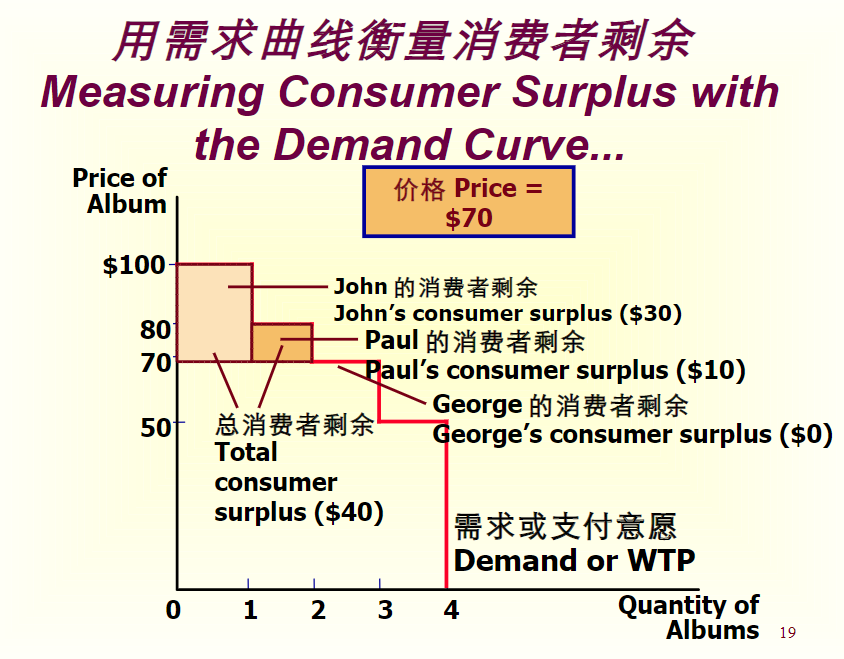 用需求曲线衡量消费者剩余
Measuring Consumer Surplus with
the Demand Curve...
Price of
Album
价格 Price =
$70
$100
John 的消费者剩余
John's consumer surplus ($30)
80
Paul 的消费者剩余
70
Paul's consumer surplus ($10)
George 的消费者剩余
50
George's consumer surplus ($0)
总消费者剩余
Total
consumer
surplus ($40)
需求或支付意愿
Demand or WTP
0 1 2 3 4
Quantity of
Albums
19